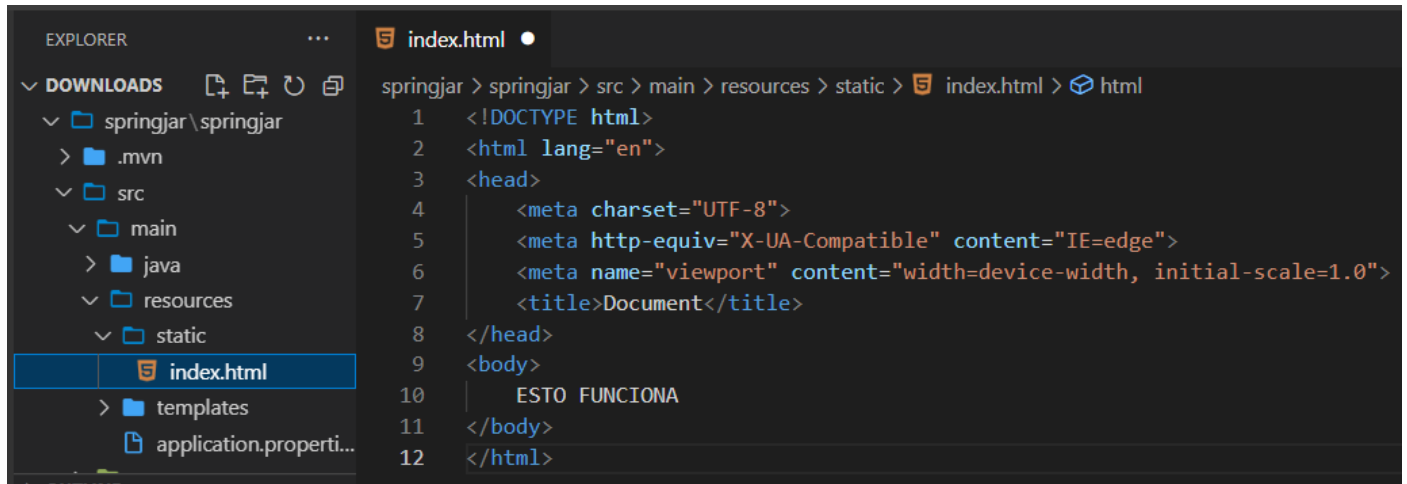 EXPLORER ...
DOWNLOADS
springjar\springjar
.mvn
src
main
java
resources
static
index.html
templates
application.properti...
index.html
springjar > springjar > src > main > resources > static > index.html > html
1 <!DOCTYPE html>
2 <html lang="en">
3 <head>
4 <meta charset="UTF-8">
5 <meta http-equiv="X-UA-Compatible" content="IE=edge">
6 <meta name="viewport" content="width=device-width, initial-scale=1.0">
7 <title>Document</title>
8 </head>
9 <body>
10 ESTO FUNCIONA
11 </body>
12 </html>